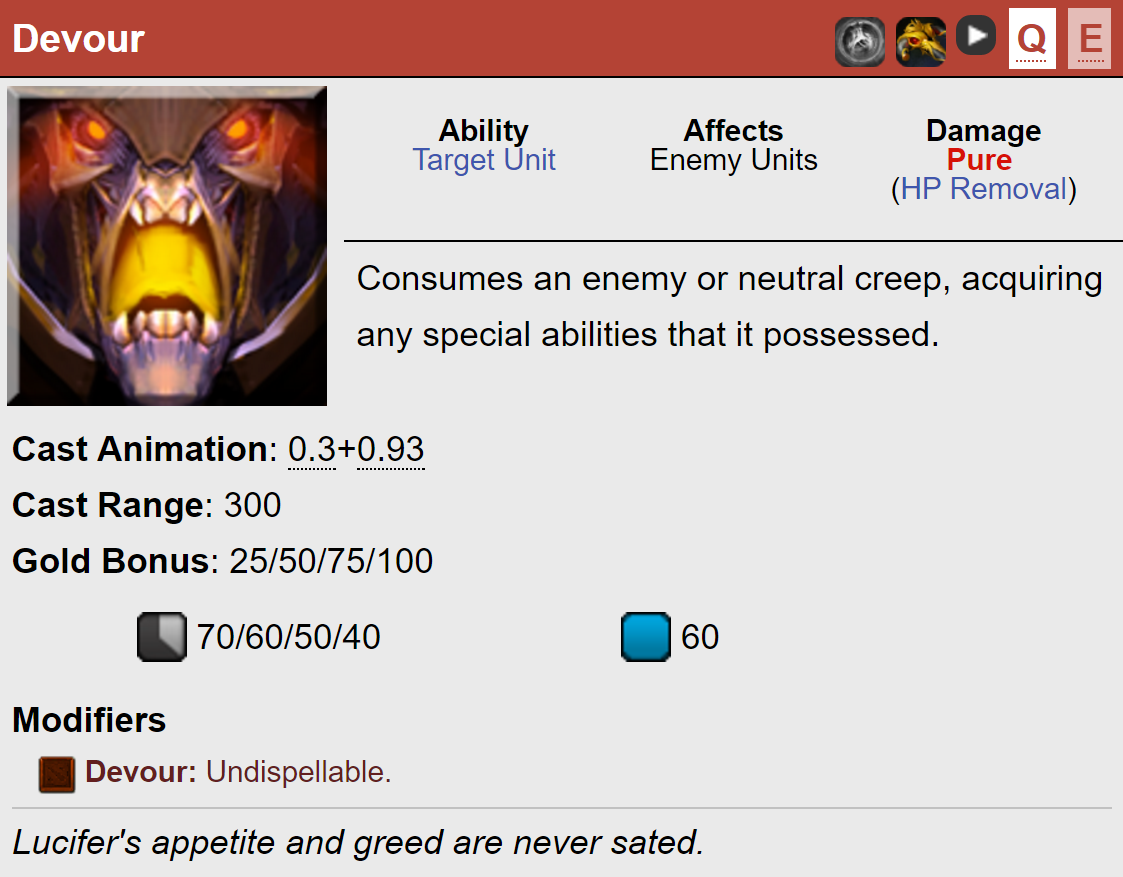 Devour
Q
E
Ability
Target Unit
Affects
Enemy Units
Damage
Pure
(HP Removal)
Consumes an enemy or neutral creep, acquiring
any special abilities that it possessed.
Cast Animation: 0.3+0.93
Cast Range: 300
Gold Bonus: 25/50/75/100
70/60/50/40
60
Modifiers
Devour: Undispellable.
Lucifer's appetite and greed are never sated.